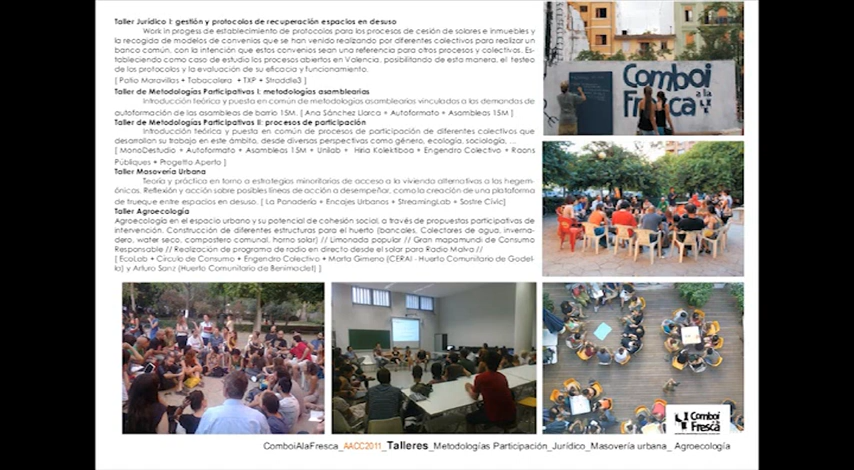 Taller Jurídico I: gestión y protocolos de recuperación espacios en desuso
Work in progess de establecimiento de protocolos para los procesos de cesión de solares e inmuebles y
la recogida de modelos de convenios que se han venido realizando por diferentes colectivos para realizar un
banco común, con la intención que estos convenios sean una referencia para otros procesos y colectivos. Es-
tableciendo como caso de estudio los procesos abiertos en Valencia, posibilitando de esta manera, el testeo
de los protocolos y la evaluación de su eficacia y funcionamiento.
[ Patio Maravillas + Tabacalera + TXP + Straddle3 ]
Taller de Metodologías Participativas I: metodologías asamblearias
Introducción teórica y puesta en común de metodologías asamblearias vinculados a las demandas de
autoformación de las asambleas de barrio 15M. [ Ana Sánchez Llorca + Autoformato + Asambleas 15M ]
Taller de Metodologías Participativas II: procesos de participación
Introducción teórica y puesta en común de procesos de participación de diferentes colectivos que
desarrollan su trabajo en este ámbito, desde diversas perspectivas como género, ecología, sociología, ...
[ MonoDestudio + Autoformato + Asambleas 15M + Unilab + Hiria Kolektiboa + Engendro Colectivo + Raons
Públiques + Progetto Aperto ]
Taller Masovería Urbana
Teoría y práctica en torno a estrategias minoritarias de acceso a la vivienda alternativas a las hegem-
ónicas. Reflexión y acción sobre posibles líneas de acción a desempeñar, como la creación de una plataforma
de trueque entre espacios en desuso. [ La Panadería + Encajes Urbanos + StreamingLab + Sostre Cívic]
Taller Agroecología
Agroecología en el espacio urbano y su potencial de cohesión social, a través de propuestas participativas de
intervención. Construcción de diferentes estructuras para el huerto (bancales, Colectores de agua, inverna-
dero, water seco, compostera comunal, horno solar) // Limonada popular // Gran mapamundi de Consumo
Responsable // Realización de programa de radio en directo desde el solar para Radio Malva //
[ EcoLab + Círculo de Consumo + Engendro Colectivo + Marta Gimeno (CERAI - Huerto Comunitario de Godel-
la) y Arturo Sanz (Huerto Comunitario de Benimaclet) ]
Comboi
a la
Fresca
Comboi
a la
Fresca
ComboiAlaFresca_AACC2011_Talleres_Metodologías Participación_Jurídico_Masovería urbana_ Agroecología